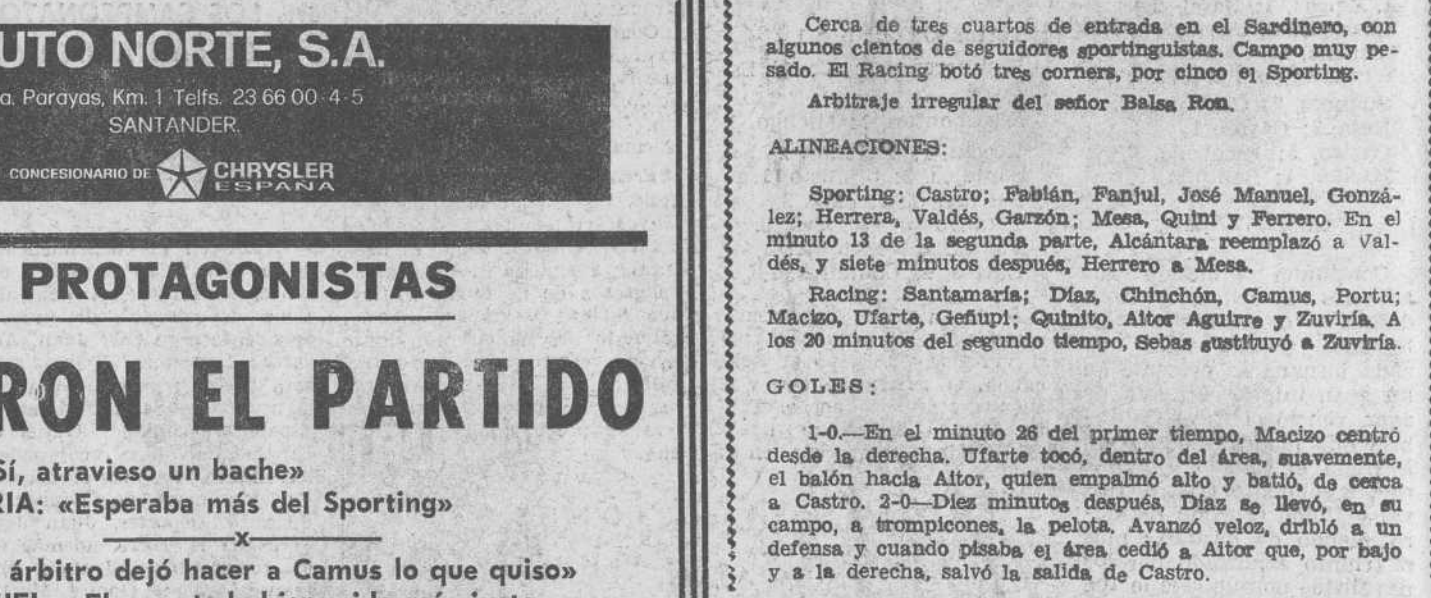 UTO NORTE, S.A.
a. Parayas, Km. 1 Telfs. 23 66 00-4-5
SANTANDER.
CONCESIONARIO DE CHRYSLER
ESPAÑA
PROTAGONISTAS
RON EL PARTIDO
Sí, atravieso un bache»
RIA: «Esperaba más del Sporting»
x
árbitro dejó hacer a Camus lo que quiso»
Cerca de tres cuartos de entrada en el Sardinero, con
algunos cientos de seguidores sportinguistas. Campo muy pe-
sado. El Racing botó tres corners, por cinco el Sporting.
Arbitraje irregular del señor Balsa Ron.
ALINEACIONES:
Sporting: Castro; Fabián, Fanjul, José Manuel, Gonzá-
lez; Herrera, Valdés, Garzón; Mesa, Quini y Ferrero. En el
minuto 13 de la segunda parte, Alcántara reemplazó a Val-
dés, y siete minutos después, Herrero a Mesa.
Racing: Santamaría; Díaz, Chinchón, Camus, Portu;
Macizo, Ufarte, Geñupi; Quinito, Aitor Aguirre y Zuviría. A
los 20 minutos del segundo tiempo, Sebas sustituyó a Zuviría.
GOLES:
1-0.—En el minuto 26 del primer tiempo, Macizo centró
desde la derecha. Ufarte tocó, dentro del área, suavemente,
el balón hacia Aitor, quien empalmó alto y batió, de cerca
a Castro. 2-0—Diez minutos después, Díaz se llevó, en su
campo, a trompicones, la pelota. Avanzó veloz, dribló a un
defensa y cuando pisaba el área cedió a Aitor que, por bajo
y a la derecha, salvó la salida de Castro.